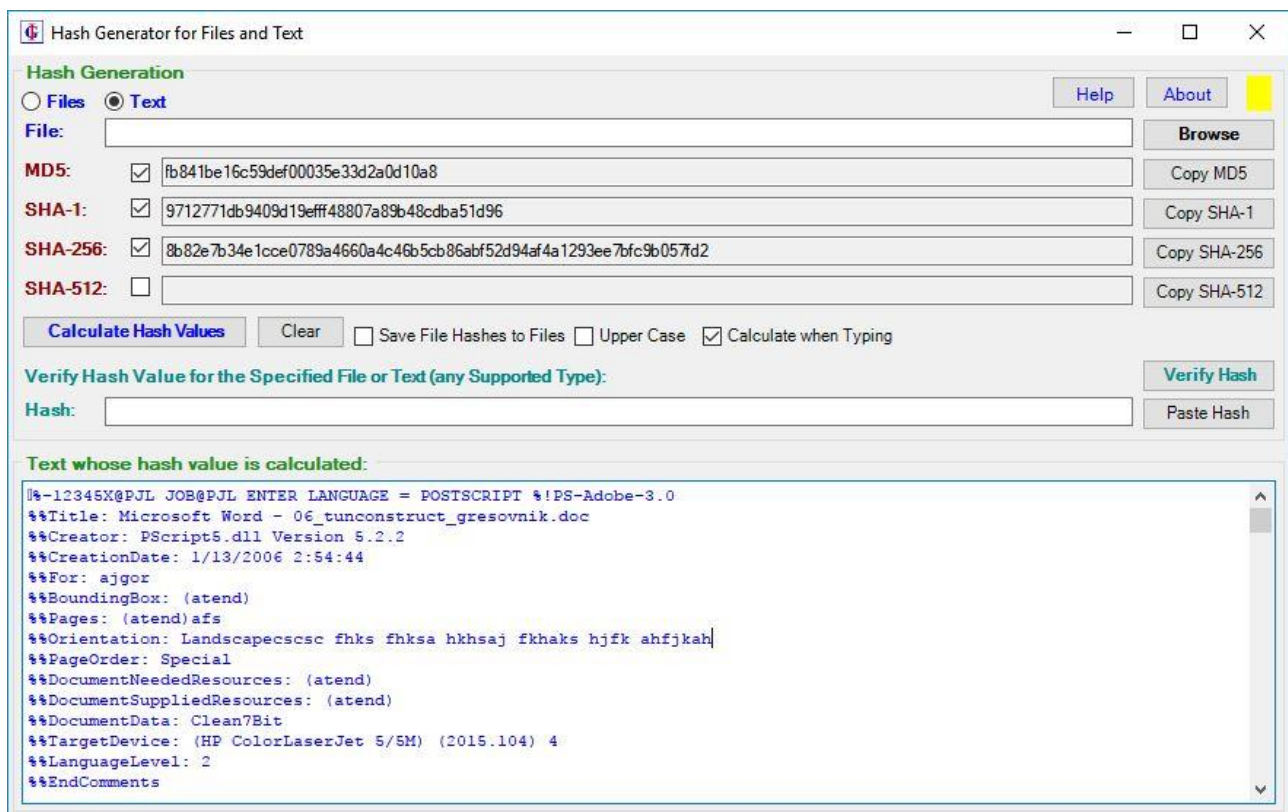 Hash Generator for Files and Text
Hash Generation
Files Text Help About
File: Browse
MD5: fb841be16c59def00035e33d2a0d10a8 Copy MD5
SHA-1: 9712771db9409d19efff48807a89b48cdba51d96 Copy SHA-1
SHA-256: 8b82e7b34e1cce0789a4660a4c46b5cb86abf52d94af4a1293ee7bfc9b057fd2 Copy SHA-256
SHA-512: Copy SHA-512
Calculate Hash Values Clear Save File Hashes to Files Upper Case Calculate when Typing
Verify Hash Value for the Specified File or Text (any Supported Type): Verify Hash
Hash: Paste Hash
Text whose hash value is calculated:
%-12345X@PJL JOB@PJL ENTER LANGUAGE = POSTSCRIPT %!PS-Adobe-3.0
%%Title: Microsoft Word - 06_tunconstruct_gresovnik.doc
%%Creator: PScript5.dll Version 5.2.2
%%CreationDate: 1/13/2006 2:54:44
%%For: ajgor
%%BoundingBox: (atend)
%%Pages: (atend)afs
%%Orientation: Landscapecscsc fhks fhksa hkhsaj fkhaks hjfk ahfjkah
%%PageOrder: Special
%%DocumentNeededResources: (atend)
%%DocumentSuppliedResources: (atend)
%%DocumentData: Clean7Bit
%%TargetDevice: (HP ColorLaserJet 5/5M) (2015.104) 4
%%LanguageLevel: 2
%%EndComments